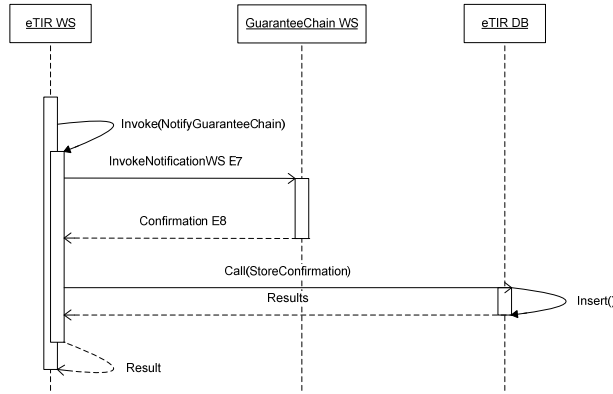 eTIR WS
GuaranteeChain WS
eTIR DB
Invoke(NotifyGuaranteeChain)
InvokeNotificationWS E7
Confirmation E8
Call(StoreConfirmation)
Results
Insert()
Result